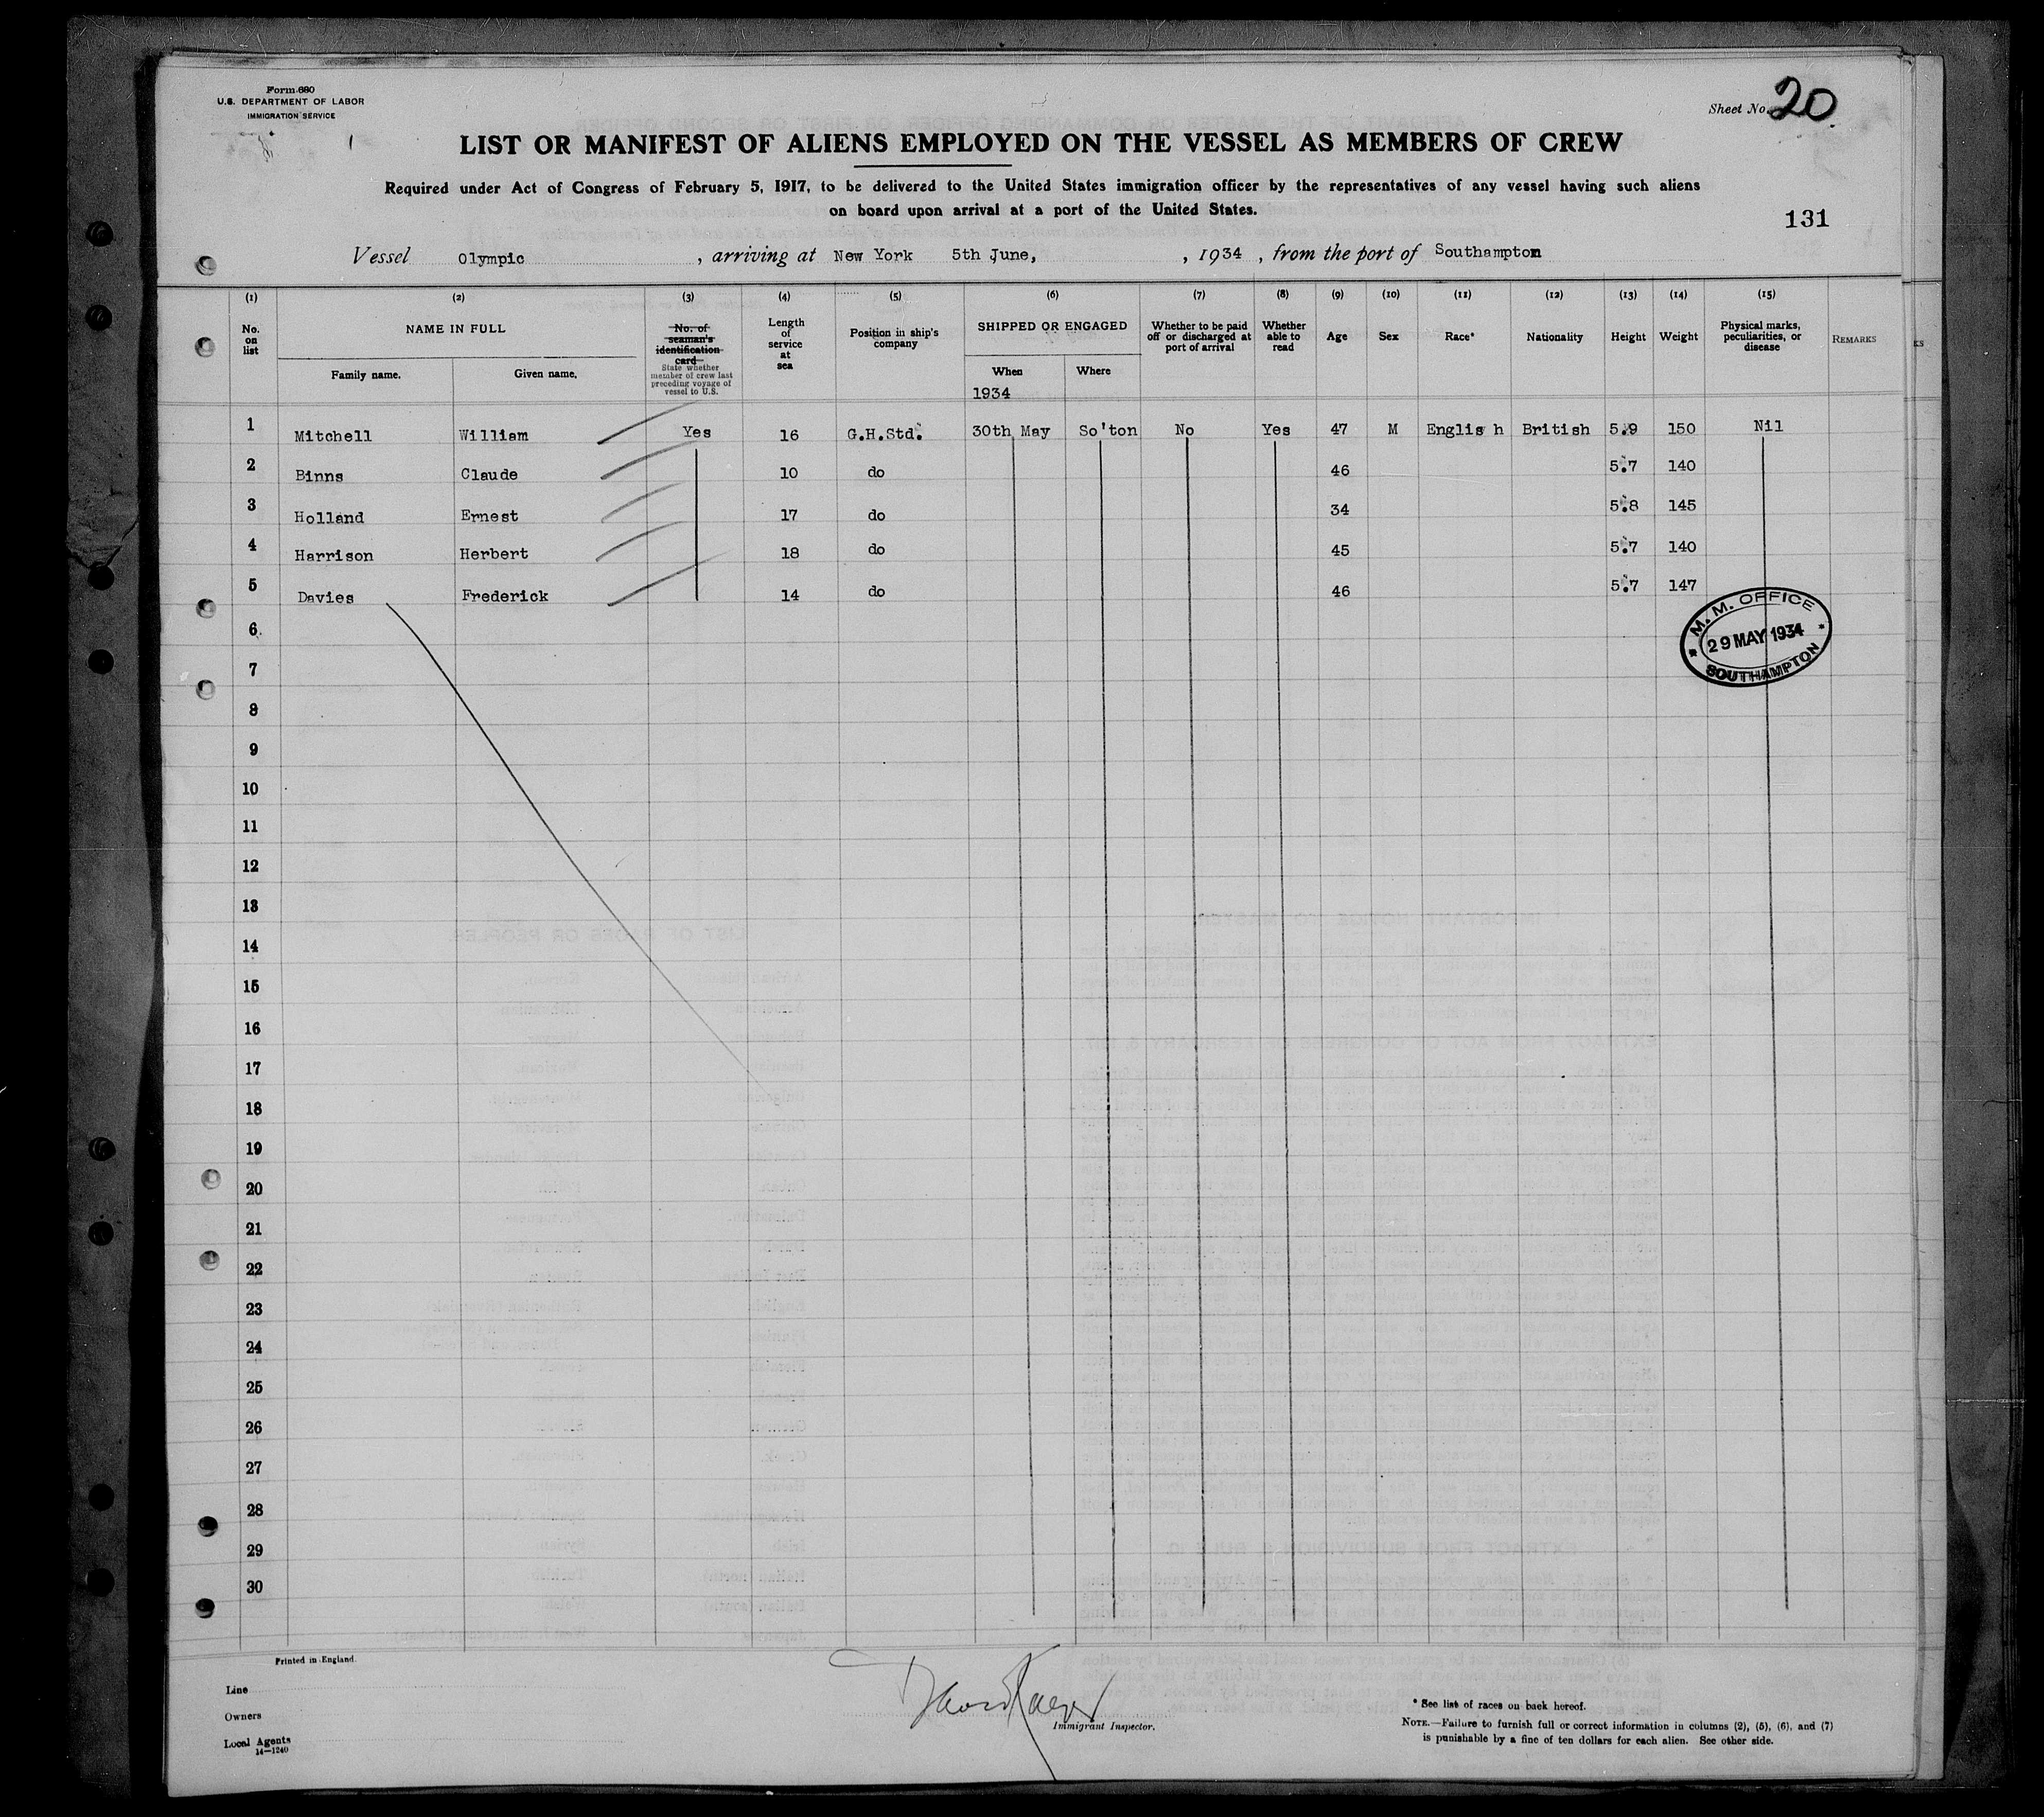 Form 680
U.S. DEPARTMENT OF LABOR
IMMIGRATION SERVICE
Sheet No. 20
LIST OR MANIFEST OF ALIENS EMPLOYED ON THE VESSEL AS MEMBERS OF CREW
Required under Act of Congress of February 5, 1917, to be delivered to the United States immigration officer by the representatives of any vessel having such aliens
on board upon arrival at a port of the United States.
131
Vessel Olympic, arriving at New York 5th June, , 1934, from the port of Southampton
(1) (2) (3) (4) (5) (6) (7) (8) (9) (10) (11) (12) (13) (14) (15)
No. on list
NAME IN FULL
Family name. Given name.
No. of seaman's identification card
State whether member of crew last preceding voyage of vessel to U.S.
Length of service at sea
Position in ship's company
SHIPPED OR ENGAGED
When Where
1934
Whether to be paid off or discharged at port of arrival
Whether able to read
Age
Sex
Race*
Nationality
Height
Weight
Physical marks, peculiarities, or disease
REMARKS
1 Mitchell William Yes 16 G.H.Std. 30th May So'ton No Yes 47 M Englis h British 5.9 150 Nil
2 Binns Claude 10 do 46 5.7 140
3 Holland Ernest 17 do 34 5.8 145
4 Harrison Herbert 18 do 45 5.7 140
5 Davies Frederick 14 do 46 5.7 147
M. M. OFFICE
29 MAY 1934
SOUTHAMPTON
6
7
8
9
10
11
12
13
14
15
16
17
18
19
20
21
22
23
24
25
26
27
28
29
30
Printed in England.
Line
Owners
Local Agents
14—1240
Immigrant Inspector.
* See list of races on back hereof.
NOTE.—Failure to furnish full or correct information in columns (2), (5), (6), and (7)
is punishable by a fine of ten dollars for each alien. See other side.